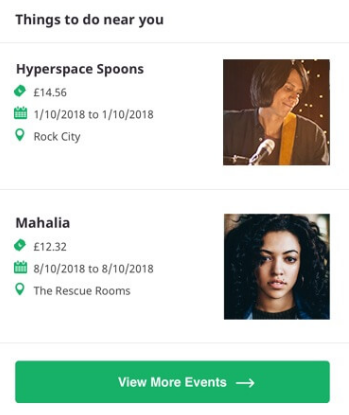 Things to do near you
Hyperspace Spoons
£14.56
1/10/2018 to 1/10/2018
Rock City
Mahalia
£12.32
8/10/2018 to 8/10/2018
The Rescue Rooms
View More Events →